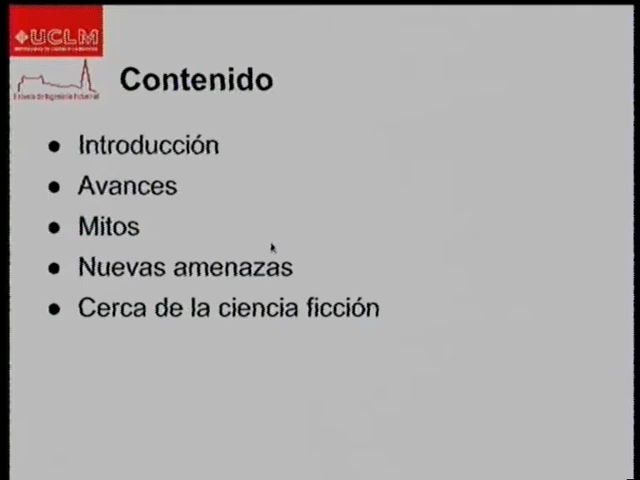 UCLM
Contenido
Introducción
Avances
Mitos
Nuevas amenazas
Cerca de la ciencia ficción